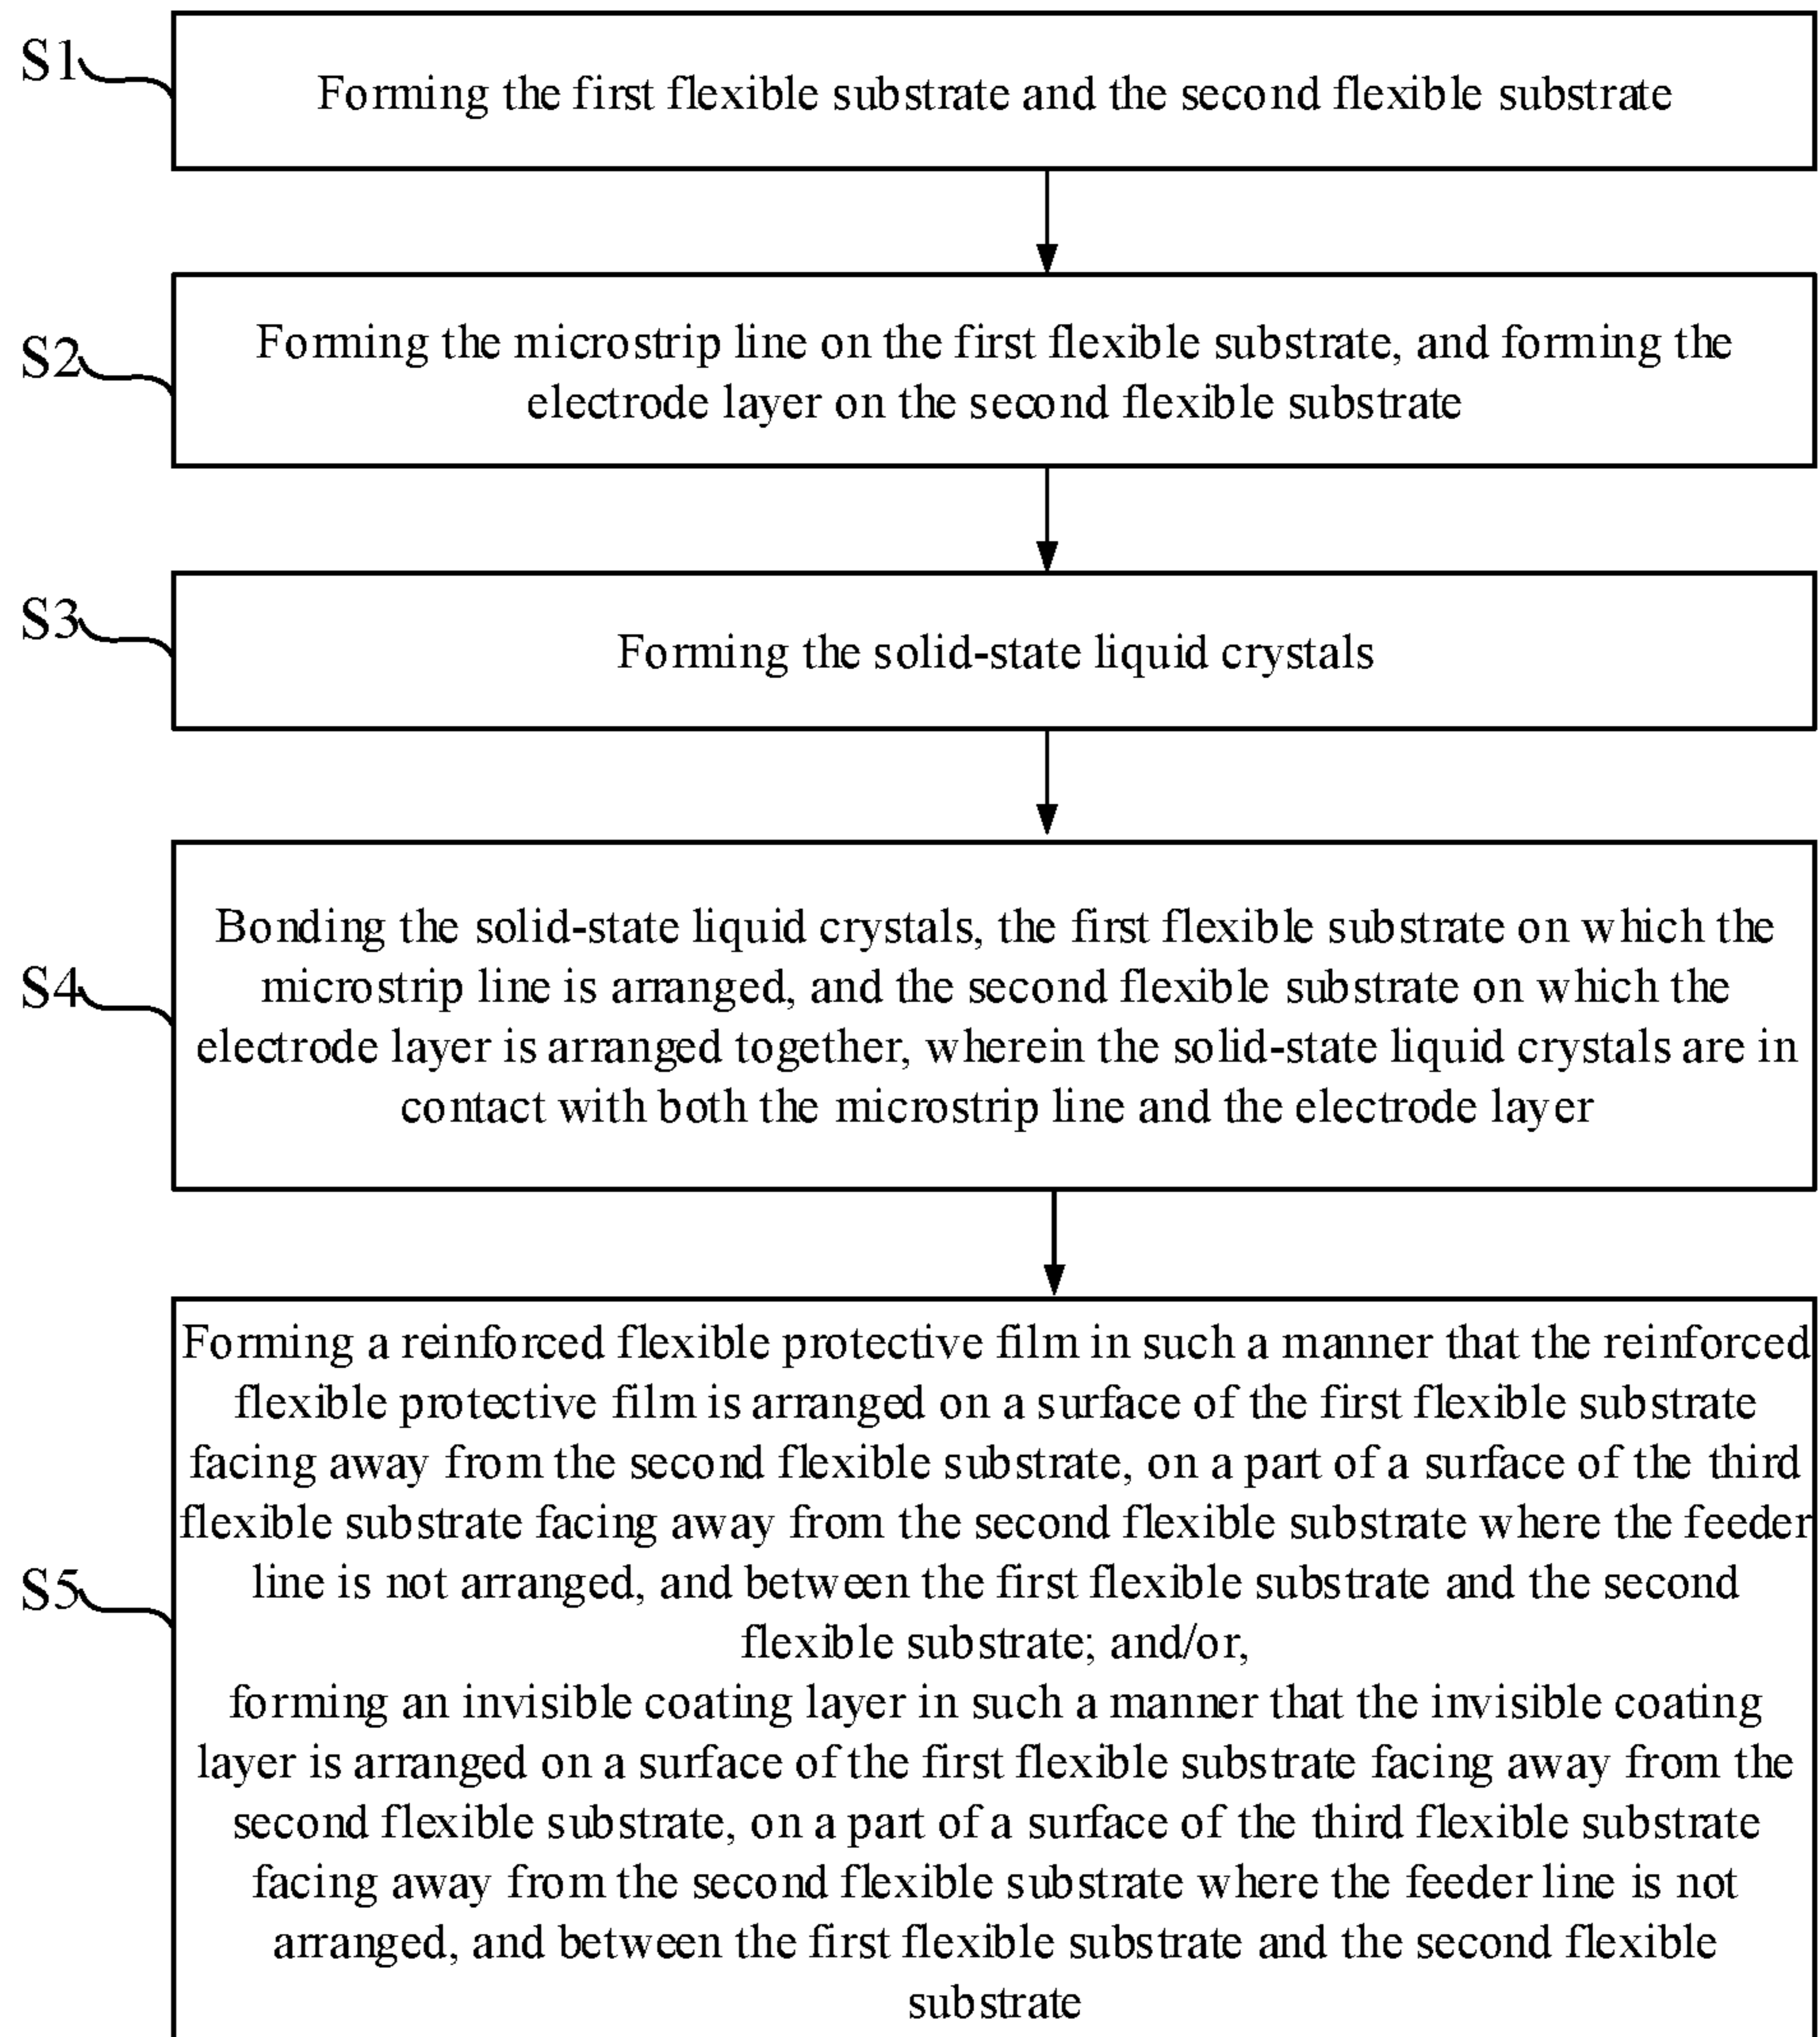 S1
Forming the first flexible substrate and the second flexible substrate
S2
Forming the microstrip line on the first flexible substrate, and forming the
electrode layer on the second flexible substrate
S3
Forming the solid-state liquid crystals
S4
Bonding the solid-state liquid crystals, the first flexible substrate on which the
microstrip line is arranged, and the second flexible substrate on which the
electrode layer is arranged together, wherein the solid-state liquid crystals are in
contact with both the microstrip line and the electrode layer
S5
Forming a reinforced flexible protective film in such a manner that the reinforced
flexible protective film is arranged on a surface of the first flexible substrate
facing away from the second flexible substrate, on a part of a surface of the third
flexible substrate facing away from the second flexible substrate where the feeder
line is not arranged, and between the first flexible substrate and the second
flexible substrate; and/or,
forming an invisible coating layer in such a manner that the invisible coating
layer is arranged on a surface of the first flexible substrate facing away from the
second flexible substrate, on a part of a surface of the third flexible substrate
facing away from the second flexible substrate where the feeder line is not
arranged, and between the first flexible substrate and the second flexible
substrate